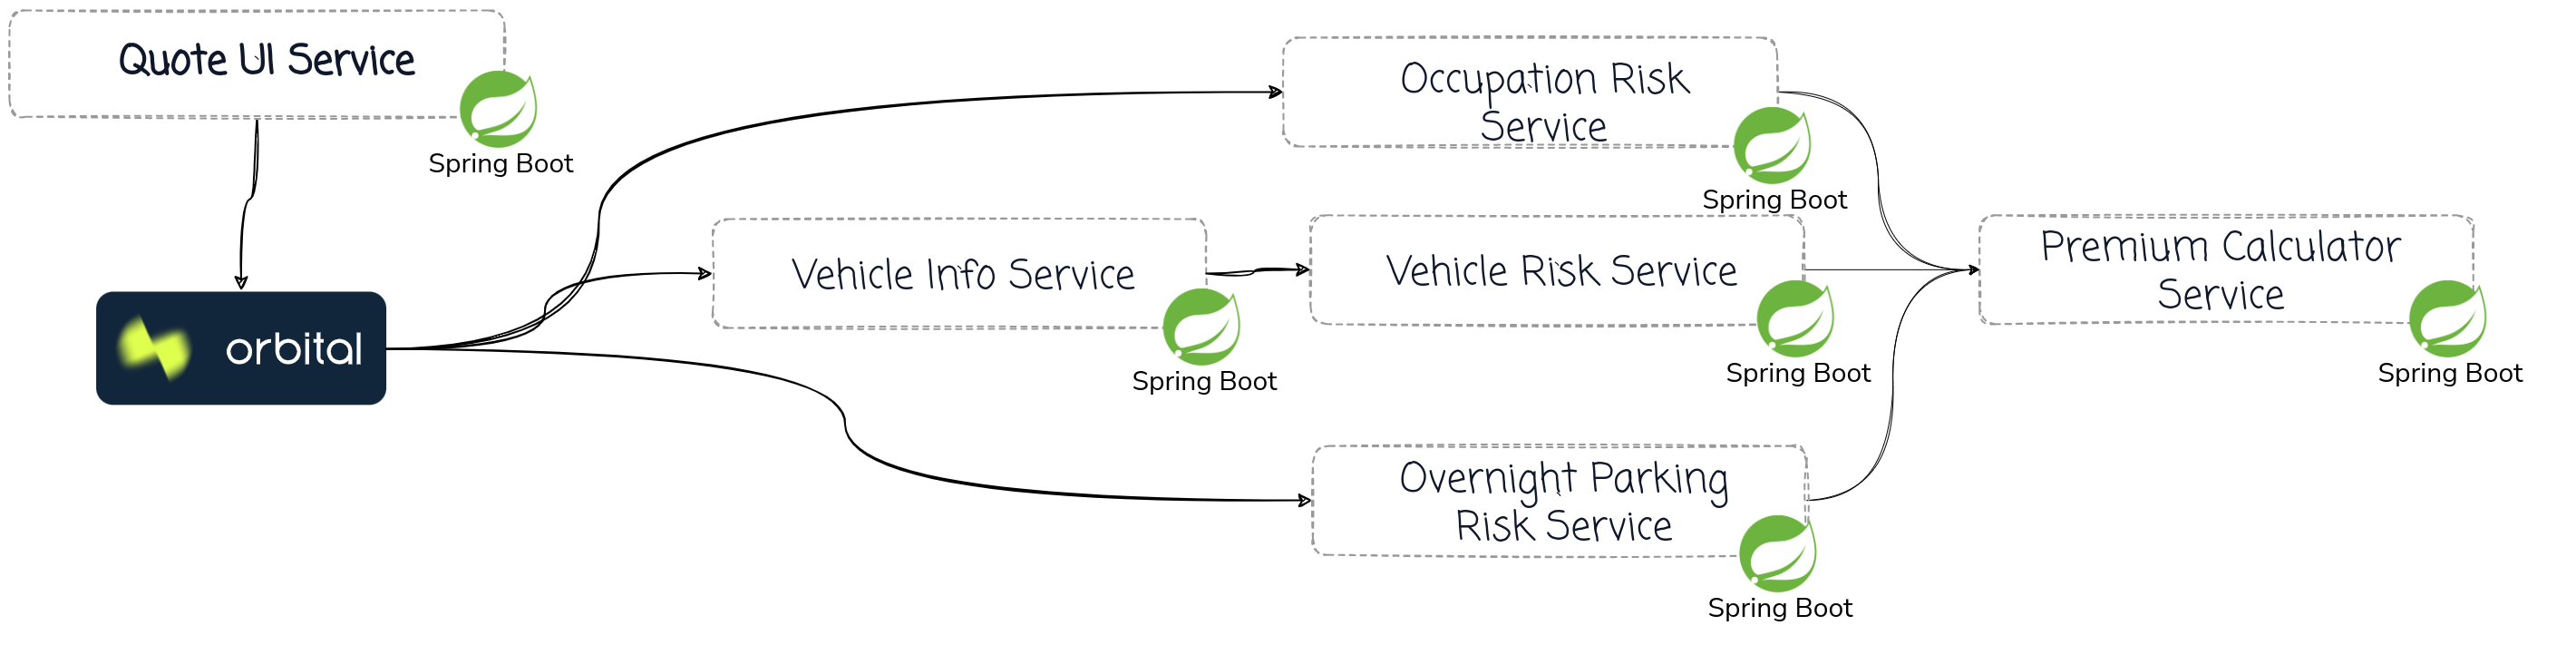 Quote UI Service
Spring Boot
orbital
Occupation Risk
Service
Spring Boot
Vehicle Info Service
Spring Boot
Vehicle Risk Service
Spring Boot
Overnight Parking
Risk Service
Spring Boot
Premium Calculator
Service
Spring Boot